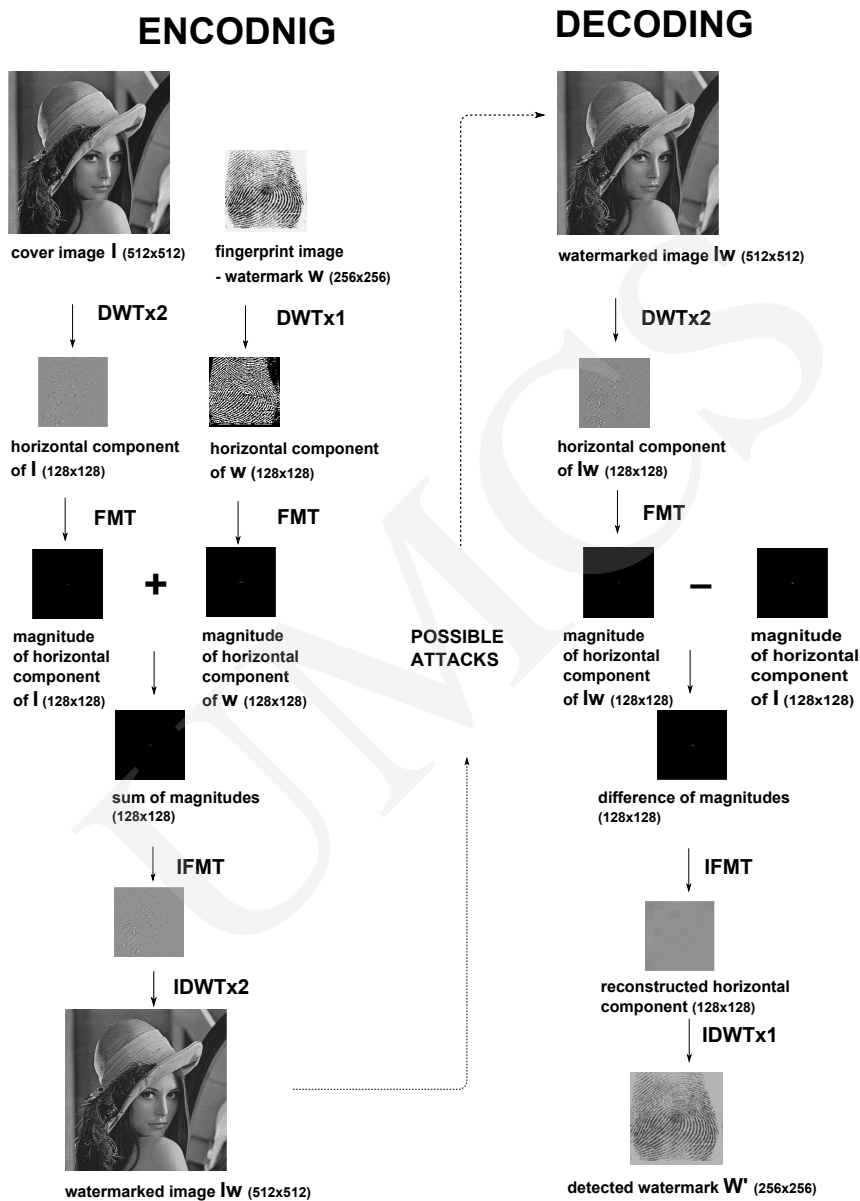 ENCODNIG
cover image I (512x512)
fingerprint image
- watermark w (256x256)
DWTx2
DWTx1
horizontal component
of I (128x128)
horizontal component
of w (128x128)
FMT
FMT
+
magnitude
of horizontal
component
of I (128x128)
magnitude
of horizontal
component
of w (128x128)
sum of magnitudes
(128x128)
IFMT
IDWTx2
watermarked image Iw (512x512)
POSSIBLE
ATTACKS
DECODING
watermarked image Iw (512x512)
DWTx2
horizontal component
of Iw (128x128)
FMT
–
magnitude
of horizontal
component
of Iw (128x128)
magnitude
of horizontal
component
of I (128x128)
difference of magnitudes
(128x128)
IFMT
reconstructed horizontal
component (128x128)
IDWTx1
detected watermark W' (256x256)
UMCS